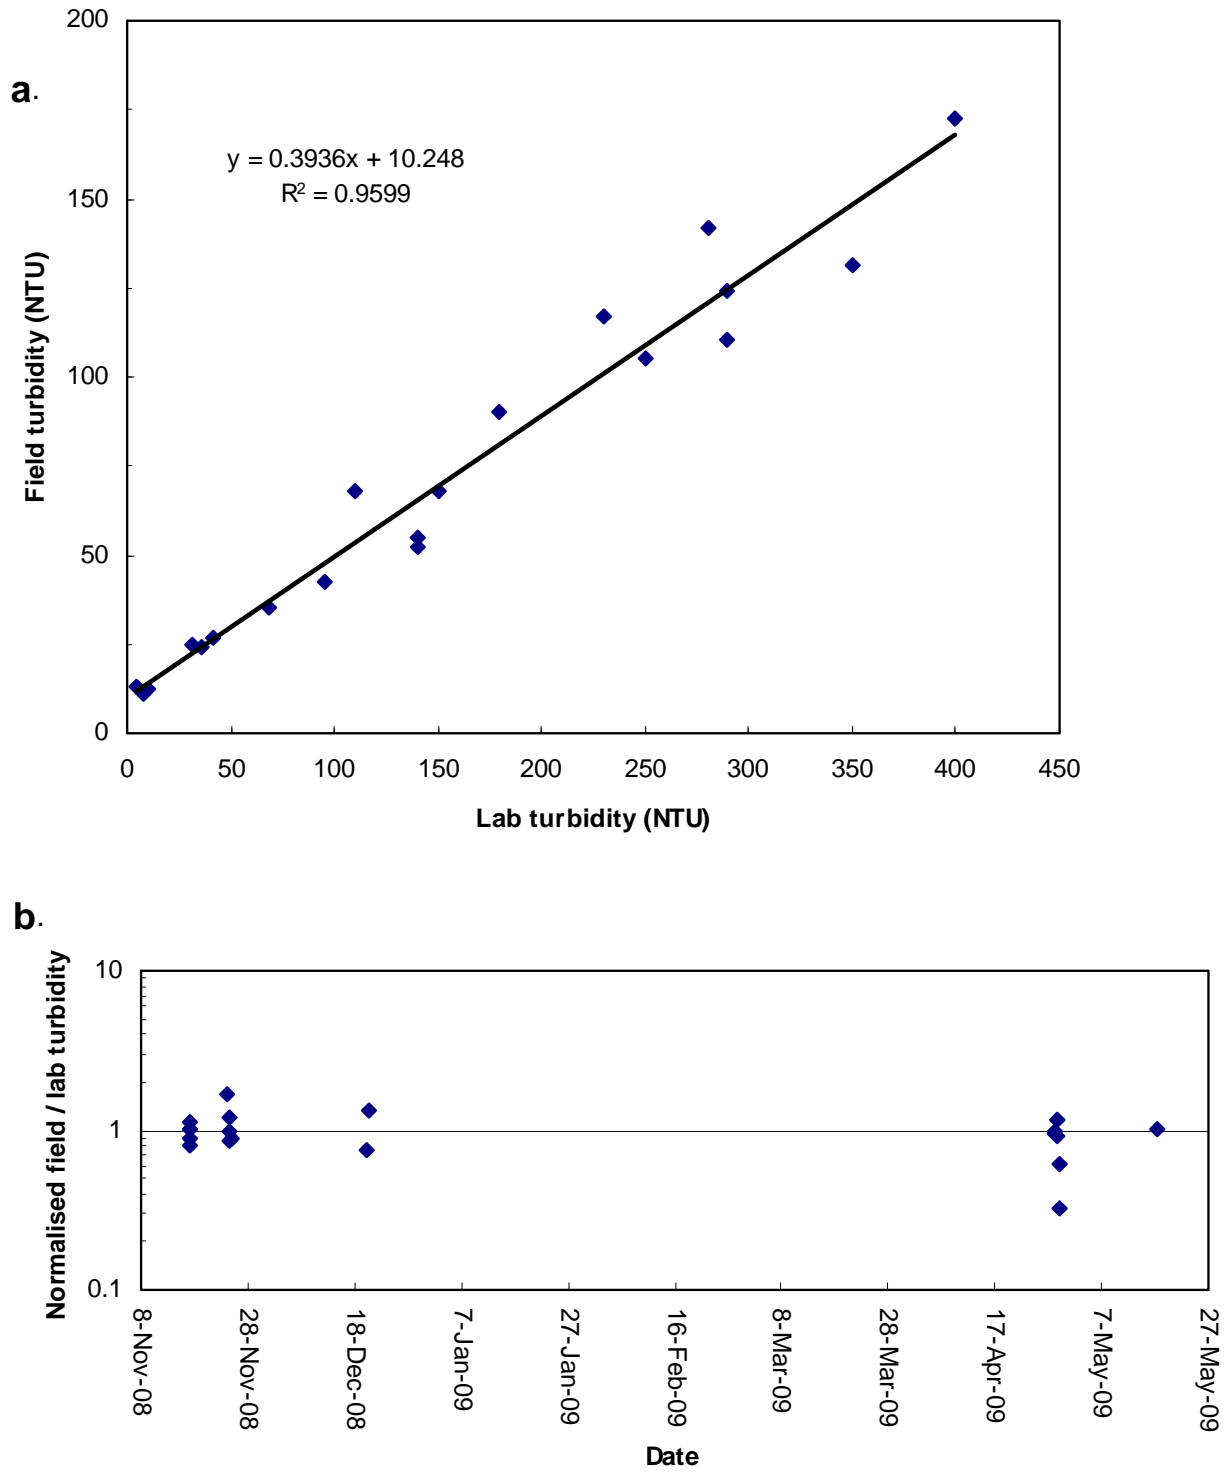 a.
200
150
100
50
0
Field turbidity (NTU)
y = 0.3936x + 10.248
R² = 0.9599
0 50 100 150 200 250 300 350 400 450
Lab turbidity (NTU)
b.
10
1
0.1
Normalised field / lab turbidity
8-Nov-08
28-Nov-08
18-Dec-08
7-Jan-09
27-Jan-09
16-Feb-09
8-Mar-09
28-Mar-09
17-Apr-09
7-May-09
27-May-09
Date